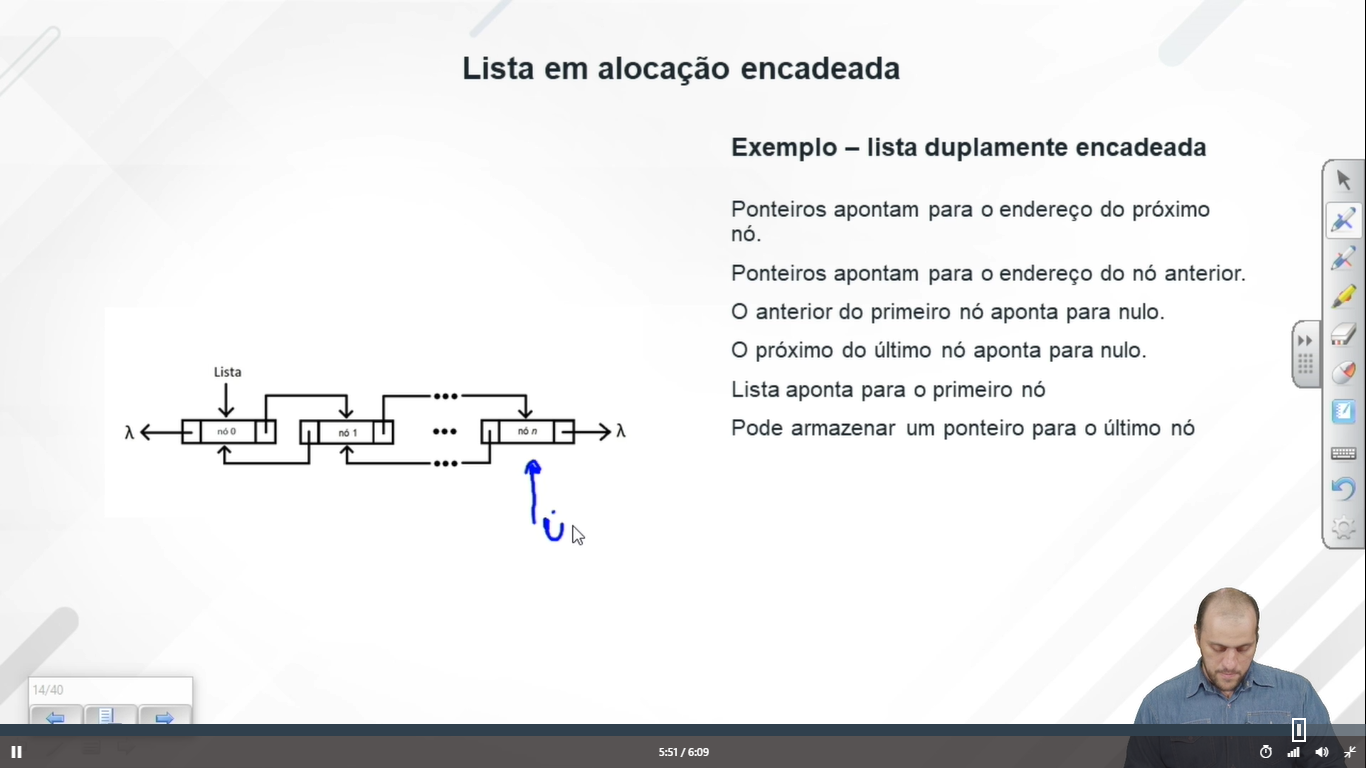 Lista em alocação encadeada
Exemplo – lista duplamente encadeada
Ponteiros apontam para o endereço do próximo
nó.
Ponteiros apontam para o endereço do nó anterior.
O anterior do primeiro nó aponta para nulo.
O próximo do último nó aponta para nulo.
Lista aponta para o primeiro nó
Pode armazenar um ponteiro para o último nó
Lista
λ nó 0 nó 1 ••• nó n λ
Ú
14/40
5:51 / 6:09